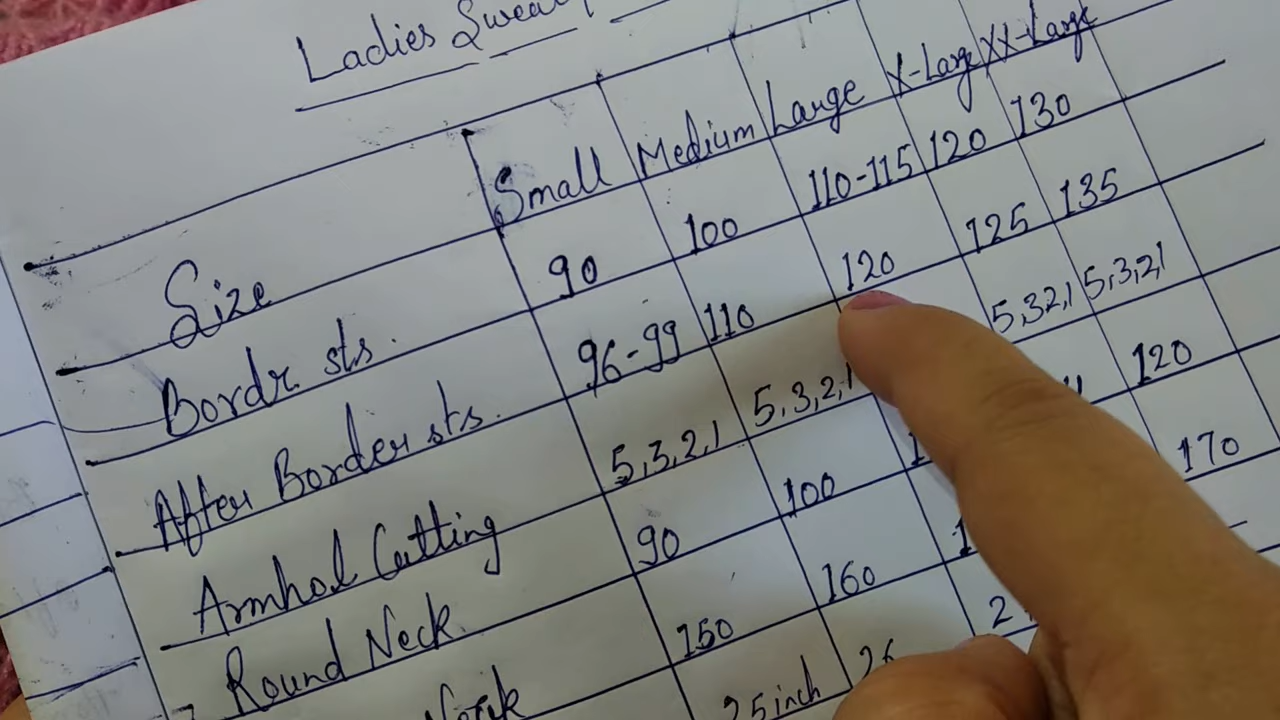 Ladies
Size Small Medium Large X-Large XX-Large
Bordr sts. 90 100 110-115 120 130
After Border sts. 96-99 110 120 125 135
Armhol Cutting 5,3,2,1 5,3,2,1 5,3,2,1 5,3,2,1
Round Neck. 90 100 120
150 160 170
25 inch 26